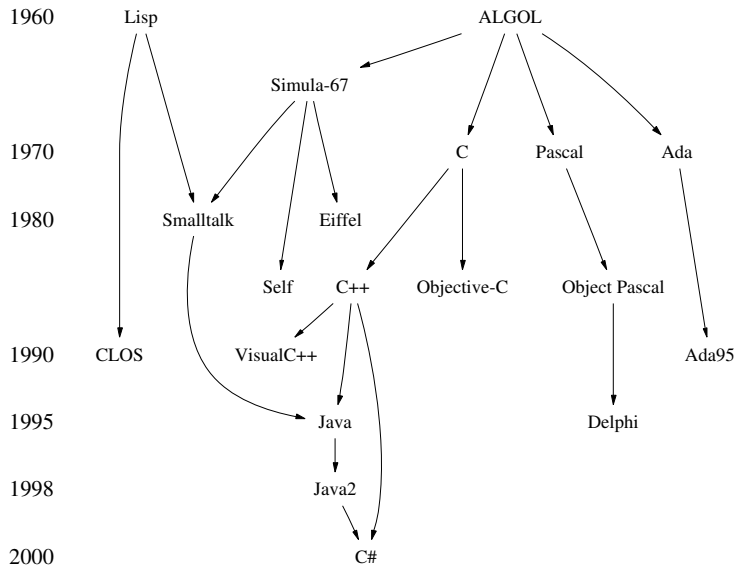 1960 Lisp ALGOL
Simula-67
1970 C Pascal Ada
1980 Smalltalk Eiffel
Self C++ Objective-C Object Pascal
1990 CLOS VisualC++ Ada95
1995 Java Delphi
1998 Java2
2000 C#